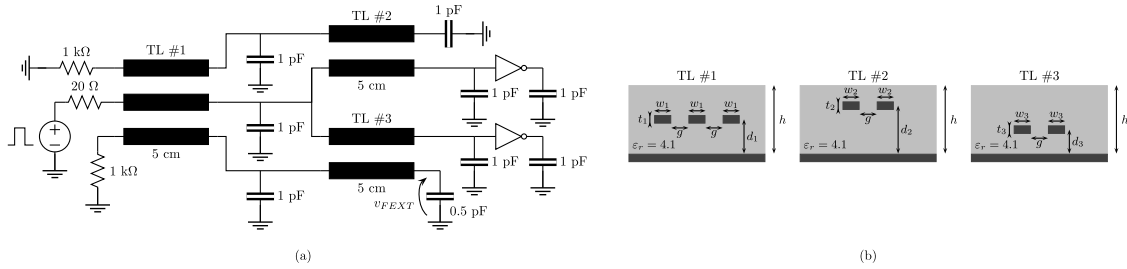 TL #2
1 pF
TL #1
1 kΩ
1 pF
5 cm
20 Ω
1 pF
1 pF
1 pF
TL #3
5 cm
1 kΩ
1 pF
1 pF
5 cm
1 pF
v_FEXT
0.5 pF
(a)
TL #1
w₁ w₁ w₁
t₁
g g
d₁
h
εᵣ = 4.1
TL #2
w₂ w₂
t₂
g
d₂
h
εᵣ = 4.1
TL #3
w₃ w₃
t₃
g
d₃
h
εᵣ = 4.1
(b)